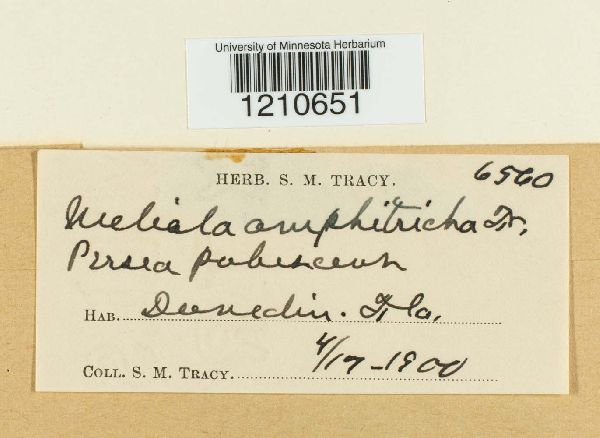 University of Minnesota Herbarium
1210651
HERB. S. M. TRACY. 6560
Meliola amphitricha Fr.
Persea pubescens
HAB. Dunedin. Fla.
COLL. S. M. TRACY. 4/17-1900